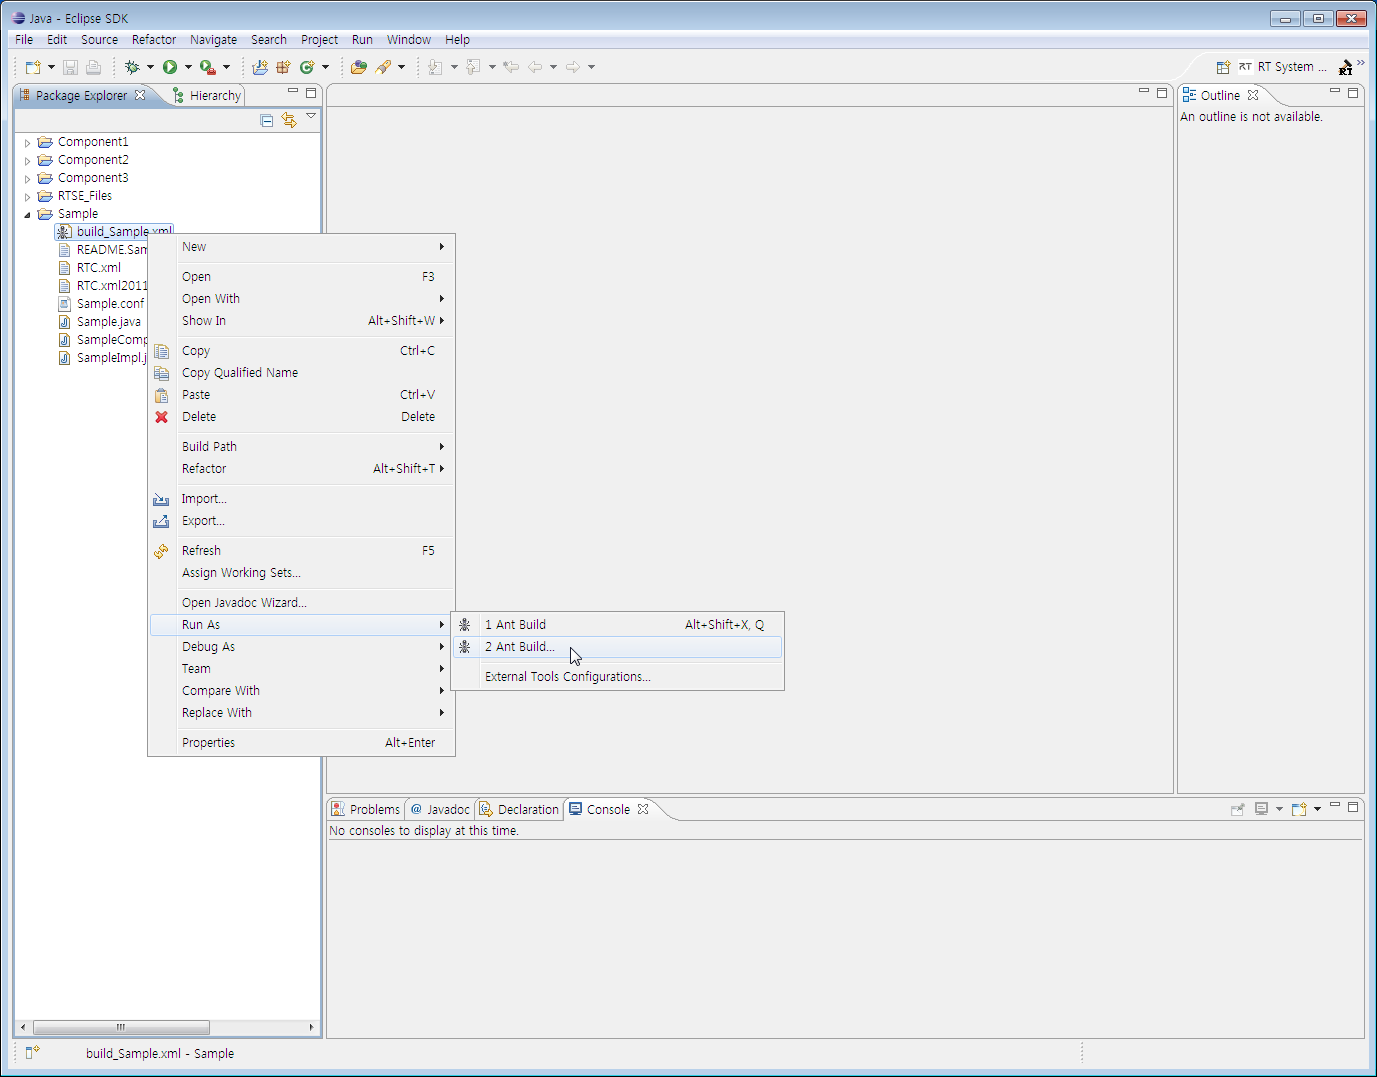 Java - Eclipse SDK
File Edit Source Refactor Navigate Search Project Run Window Help
RT RT System ...
RT
Package Explorer Hierarchy
Outline
An outline is not available.
Component1
Component2
Component3
RTSE_Files
Sample
build_Sample.xml
README.Sam
RTC.xml
RTC.xml2011
Sample.conf
Sample.java
SampleComp
SampleImpl.j
New
Open F3
Open With
Show In Alt+Shift+W
Copy Ctrl+C
Copy Qualified Name
Paste Ctrl+V
Delete Delete
Build Path
Refactor Alt+Shift+T
Import...
Export...
Refresh F5
Assign Working Sets...
Open Javadoc Wizard...
Run As
Debug As
Team
Compare With
Replace With
Properties Alt+Enter
1 Ant Build Alt+Shift+X, Q
2 Ant Build...
External Tools Configurations...
Problems @ Javadoc Declaration Console
No consoles to display at this time.
build_Sample.xml - Sample